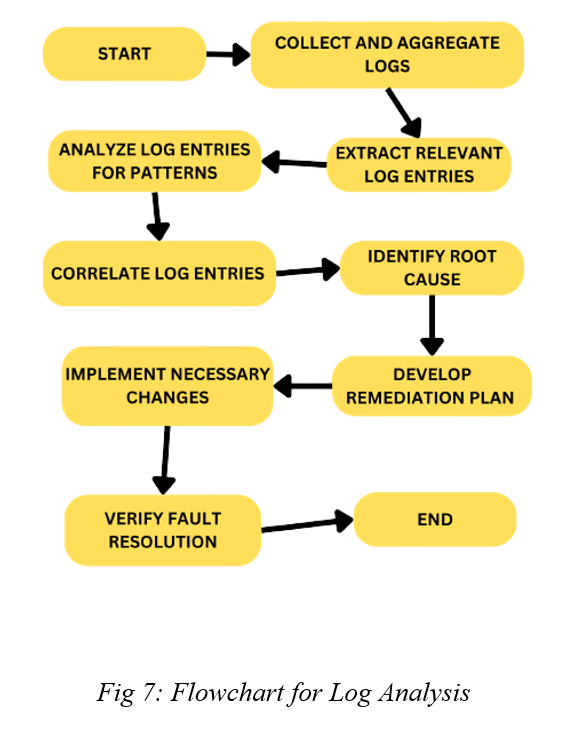 START
COLLECT AND AGGREGATE
LOGS
EXTRACT RELEVANT
LOG ENTRIES
ANALYZE LOG ENTRIES
FOR PATTERNS
CORRELATE LOG ENTRIES
IDENTIFY ROOT
CAUSE
DEVELOP
REMEDIATION PLAN
IMPLEMENT NECESSARY
CHANGES
VERIFY FAULT
RESOLUTION
END
Fig 7: Flowchart for Log Analysis